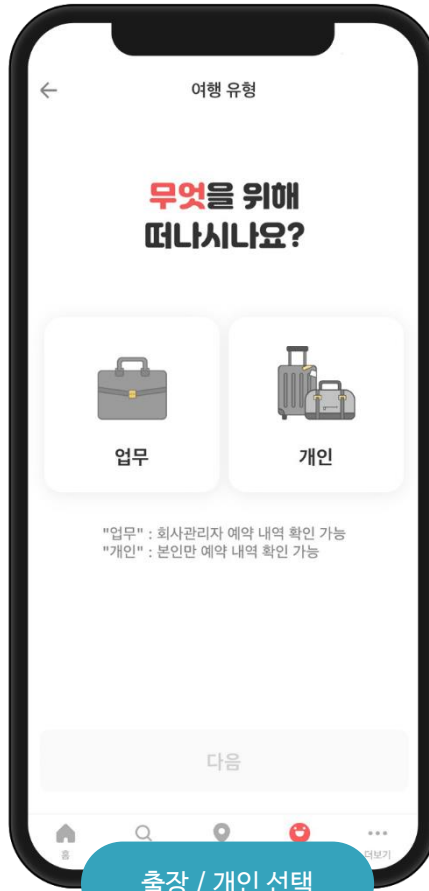 여행 유형
무엇을 위해
떠나시나요?
업무
개인
"업무" : 회사관리자 예약 내역 확인 가능
"개인" : 본인만 예약 내역 확인 가능
다음
홈
더보기
출장 / 개인 선택